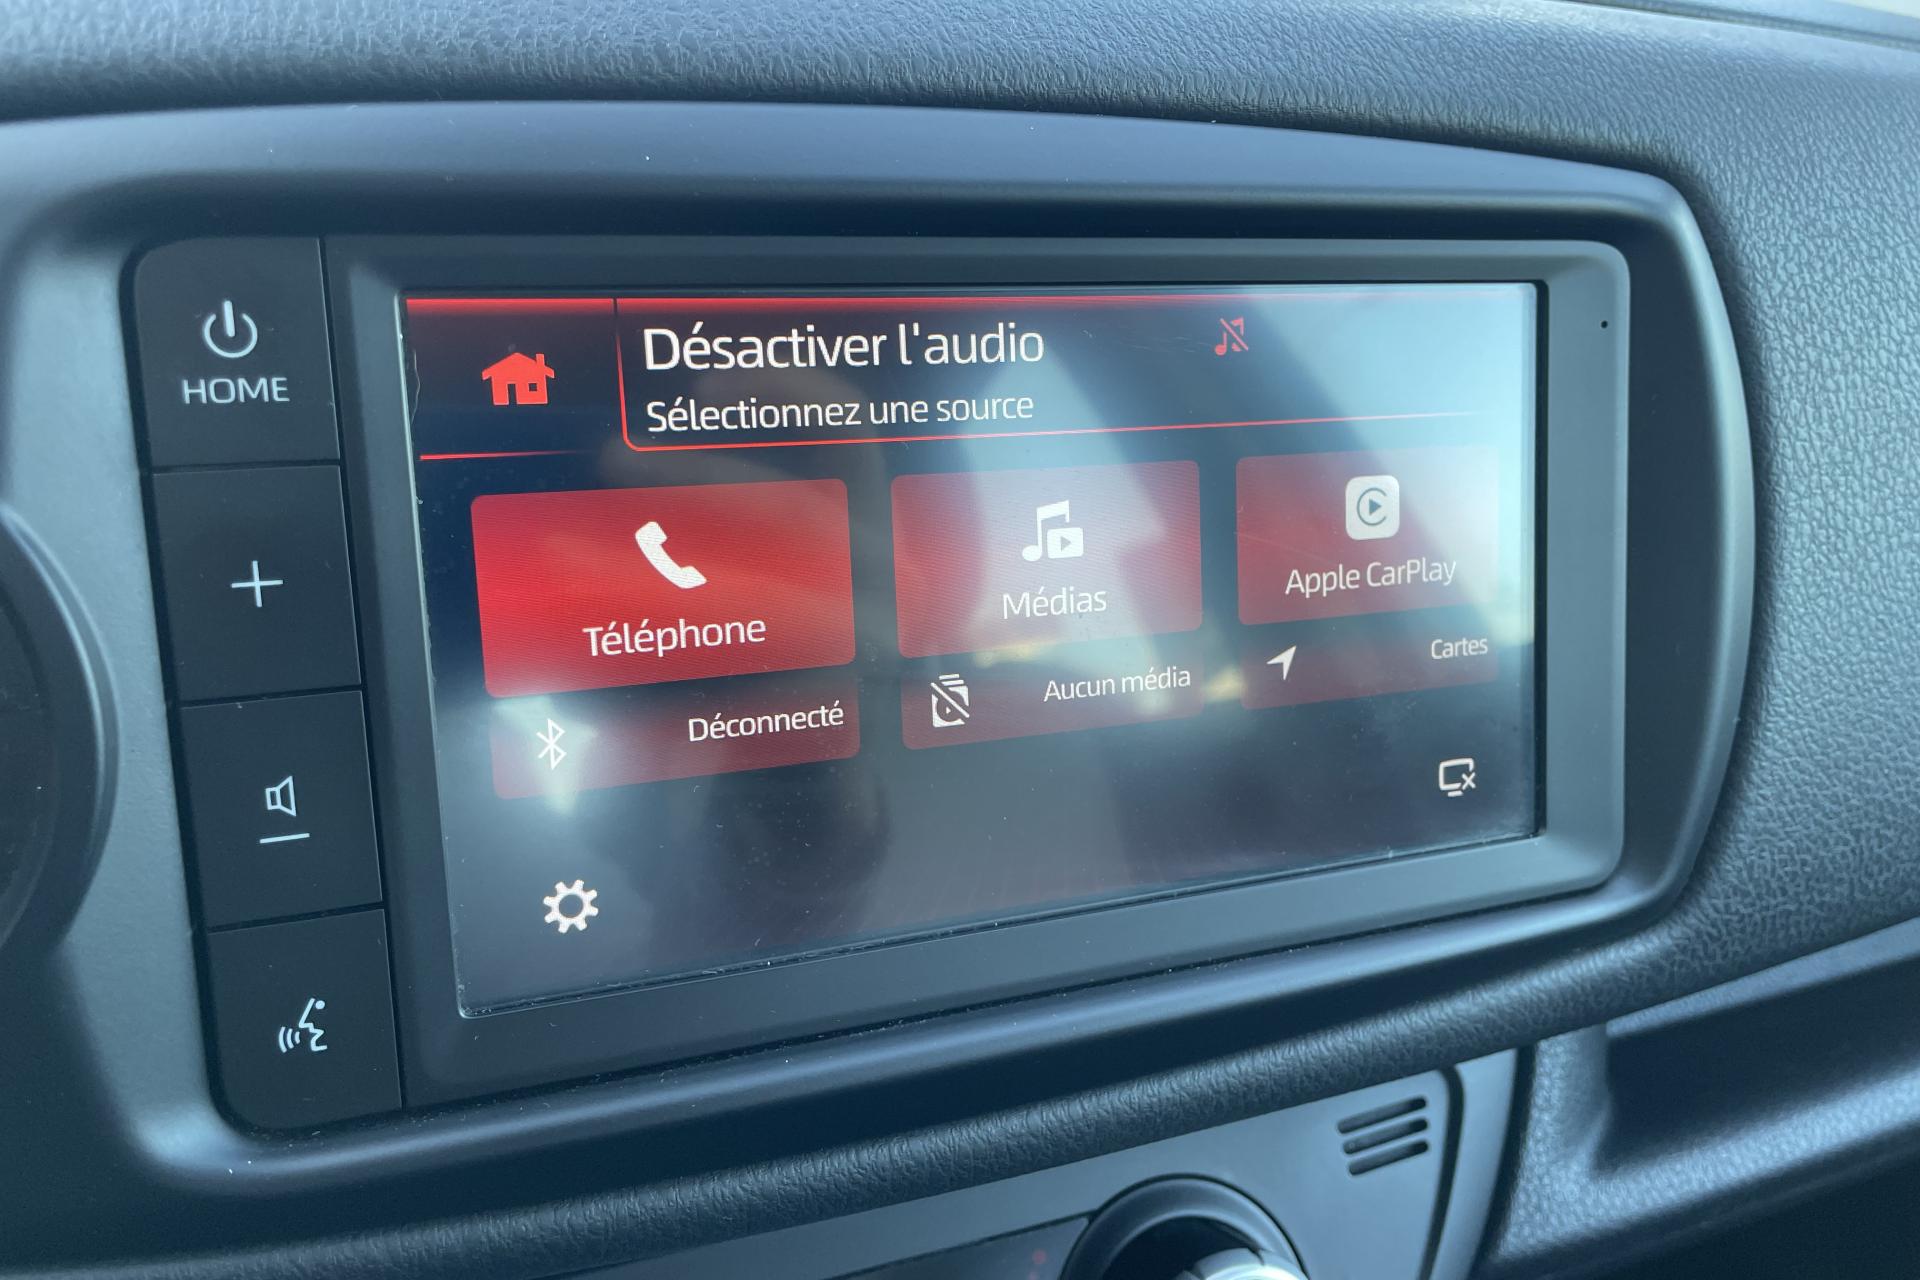 HOME
Désactiver l'audio
Sélectionnez une source
Téléphone
Médias
Apple CarPlay
Déconnecté
Aucun média
Cartes